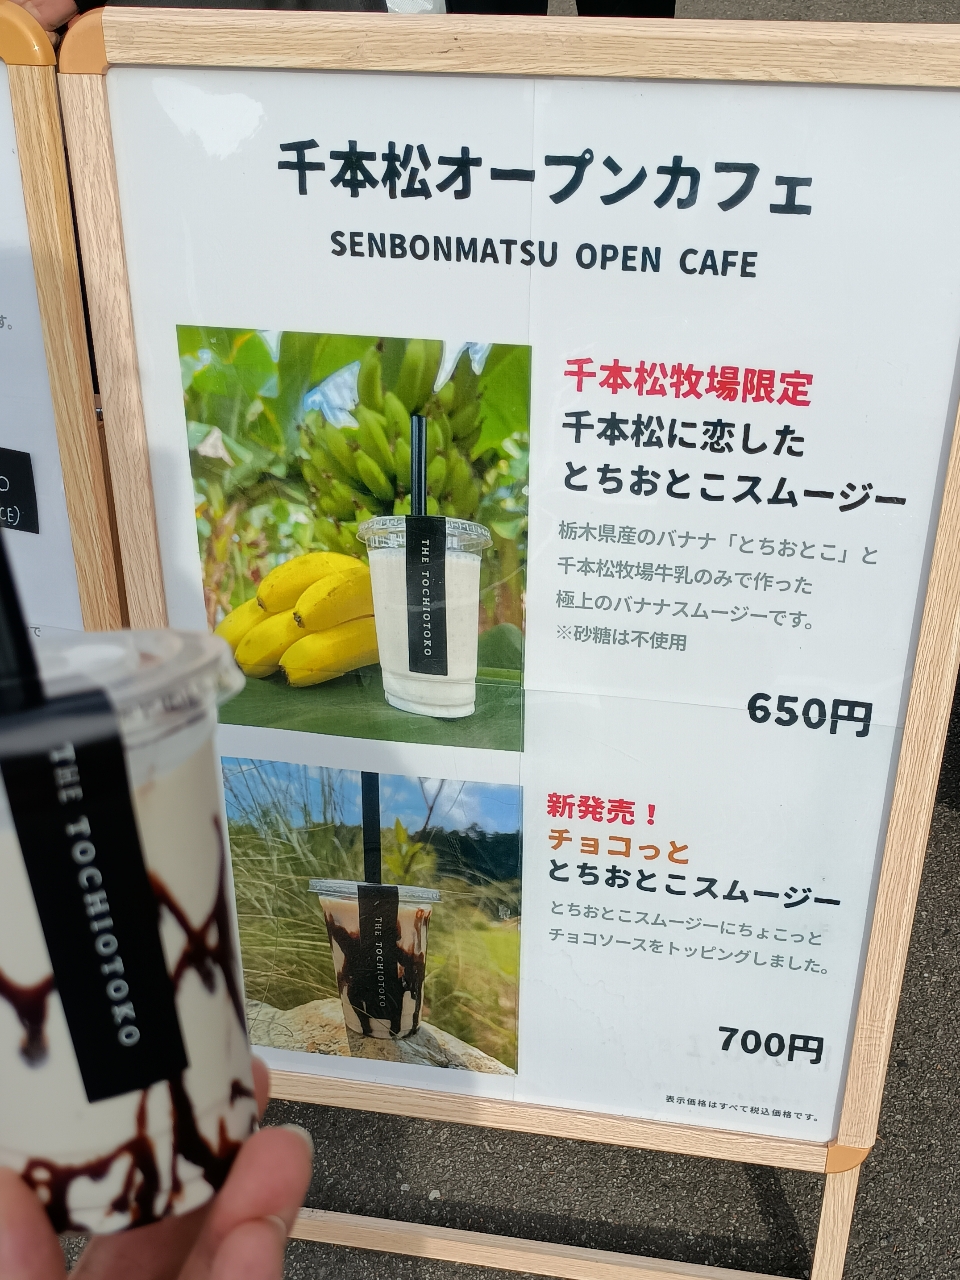 千本松オープンカフェ
SENBONMATSU OPEN CAFE
千本松牧場限定
千本松に恋した
とちおとこスムージー
栃木県産のバナナ「とちおとこ」と
千本松牧場牛乳のみで作った
極上のバナナスムージーです。
※砂糖は不使用
650円
THE TOCHIOTOKO
新発売!
チョコっと
とちおとこスムージー
とちおとこスムージーにちょこっと
チョコソースをトッピングしました。
700円
THE TOCHIOTOKO
表示価格はすべて税込価格です。
THE TOCHIOTOKO
す。
O
CE)
で